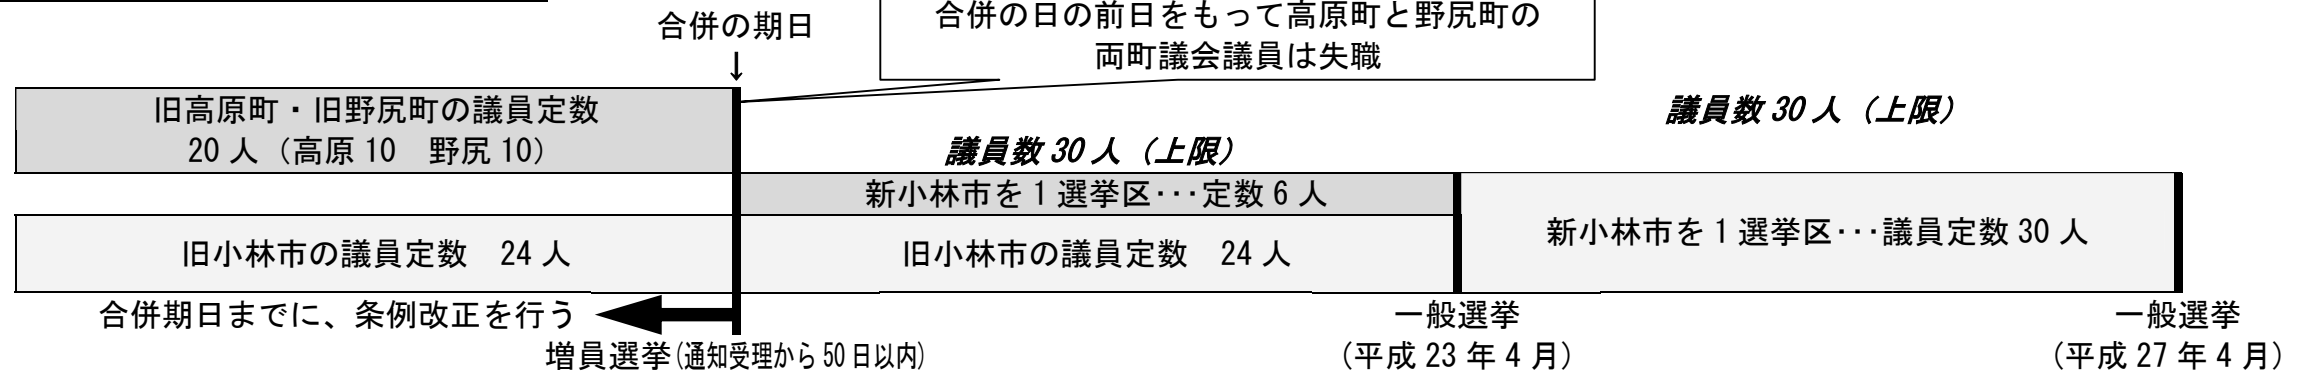 合併の期日
↓
合併の日の前日をもって高原町と野尻町の
両町議会議員は失職
旧高原町・旧野尻町の議員定数
20人（高原10　野尻10）
議員数30人（上限）
議員数30人（上限）
新小林市を1選挙区･･･定数6人
旧小林市の議員定数　24人
旧小林市の議員定数　24人
新小林市を1選挙区･･･議員定数30人
合併期日までに、条例改正を行う
増員選挙(通知受理から50日以内)
一般選挙
(平成23年4月)
一般選挙
(平成27年4月)